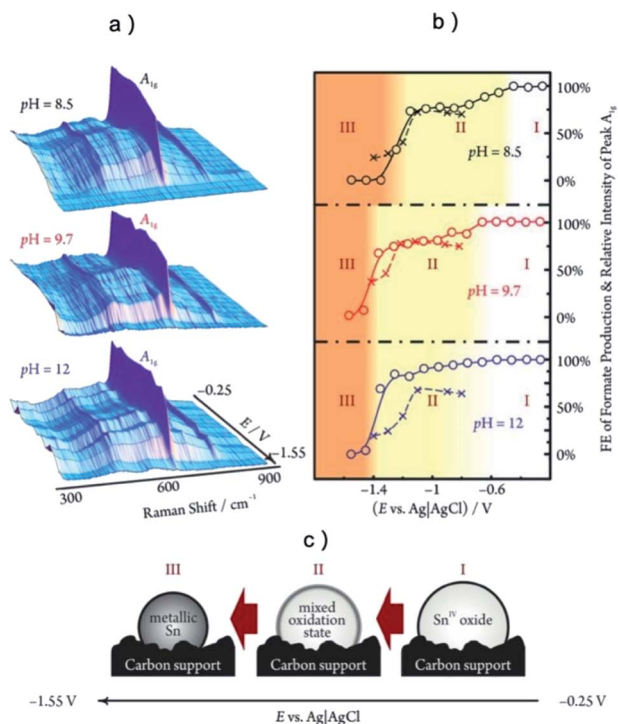 a )
pH = 8.5
A1g
pH = 9.7
A1g
pH = 12
A1g
−0.25
E / V
−1.55
300
600
900
Raman Shift / cm−1
b )
III
II
I
pH = 8.5
100%
50%
0%
III
II
I
pH = 9.7
100%
50%
0%
III
II
I
pH = 12
100%
50%
0%
−1.4
−1
−0.6
(E vs. Ag|AgCl) / V
FE of Formate Production & Relative Intensity of Peak A1g
c )
III
II
I
metallic
Sn
mixed
oxidation
state
SnIV oxide
Carbon support
Carbon support
Carbon support
−1.55 V
−0.25 V
E vs. Ag|AgCl